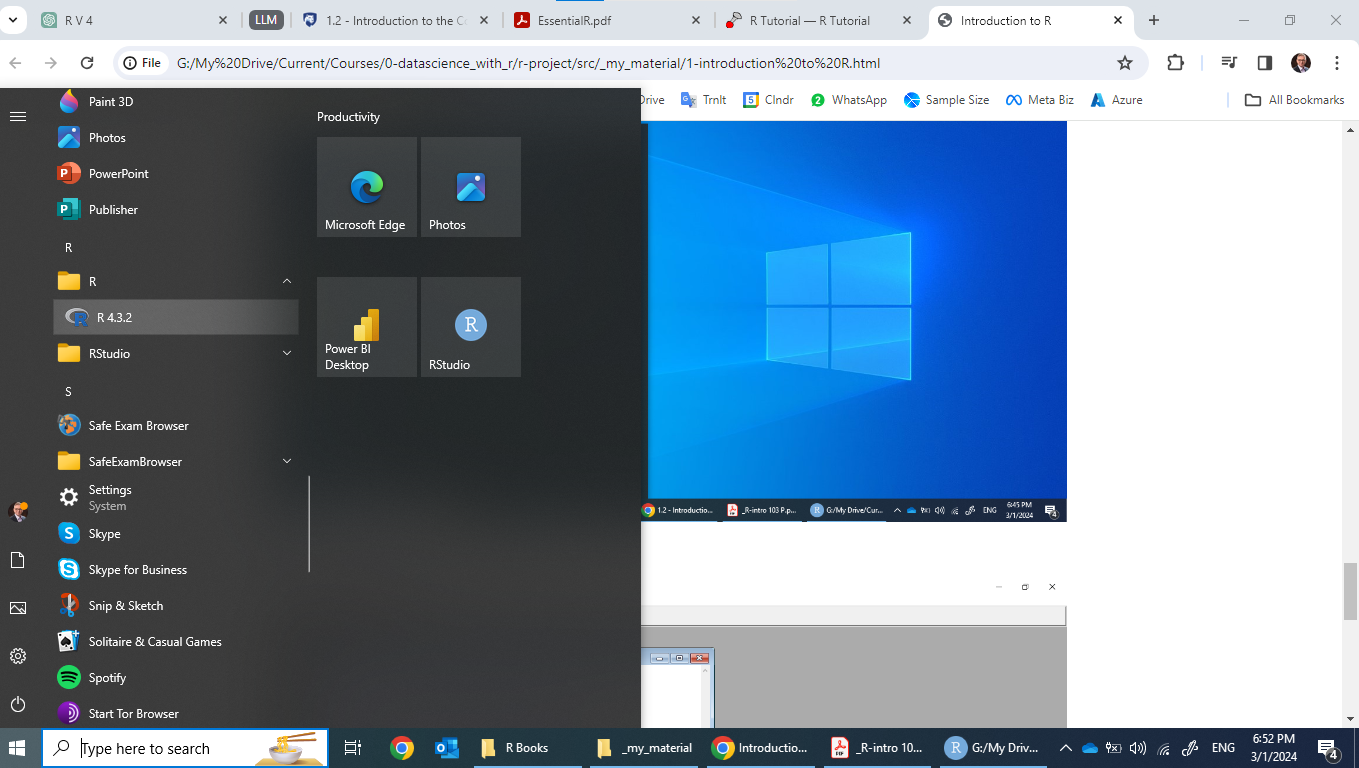 R V 4
LLM
1.2 - Introduction to the C
EssentialR.pdf
R Tutorial — R Tutorial
Introduction to R
File
G:/My%20Drive/Current/Courses/0-datascience_with_r/r-project/src/_my_material/1-introduction%20to%20R.html
Drive
Trnlt
5
Clndr
2
WhatsApp
Sample Size
Meta Biz
Azure
All Bookmarks
Paint 3D
Photos
PowerPoint
Publisher
R
R
R 4.3.2
RStudio
S
Safe Exam Browser
SafeExamBrowser
Settings
System
Skype
Skype for Business
Snip & Sketch
Solitaire & Casual Games
Spotify
Start Tor Browser
Productivity
Microsoft Edge
Photos
Power BI
Desktop
R
RStudio
1.2 - Introductio...
_R-intro 103 P.p...
R
G:/My Drive/Cur...
ENG
6:45 PM
3/1/2024
4
Type here to search
R Books
_my_material
Introduction...
_R-intro 10...
R
G:/My Driv...
ENG
6:52 PM
3/1/2024
4